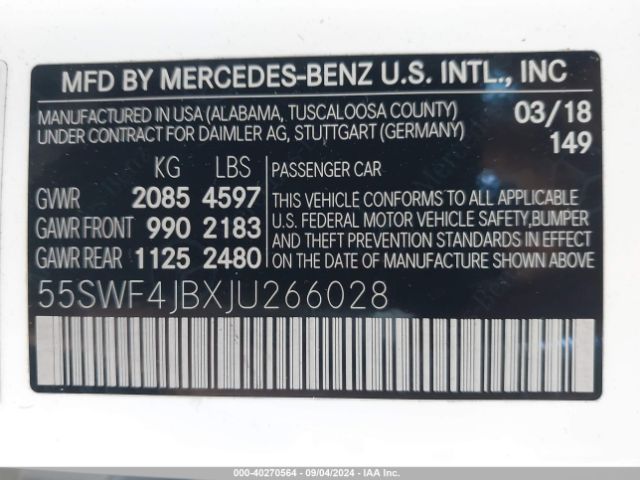 MFD BY MERCEDES-BENZ U.S. INTL., INC
MANUFACTURED IN USA (ALABAMA, TUSCALOOSA COUNTY)
UNDER CONTRACT FOR DAIMLER AG, STUTTGART (GERMANY)
03/18
149
KG LBS
GVWR 2085 4597
GAWR FRONT 990 2183
GAWR REAR 1125 2480
PASSENGER CAR
THIS VEHICLE CONFORMS TO ALL APPLICABLE
U.S. FEDERAL MOTOR VEHICLE SAFETY,BUMPER
AND THEFT PREVENTION STANDARDS IN EFFECT
ON THE DATE OF MANUFACTURE SHOWN ABOVE.
55SWF4JBXJU266028
000-40270564 - 09/04/2024 - IAA Inc.